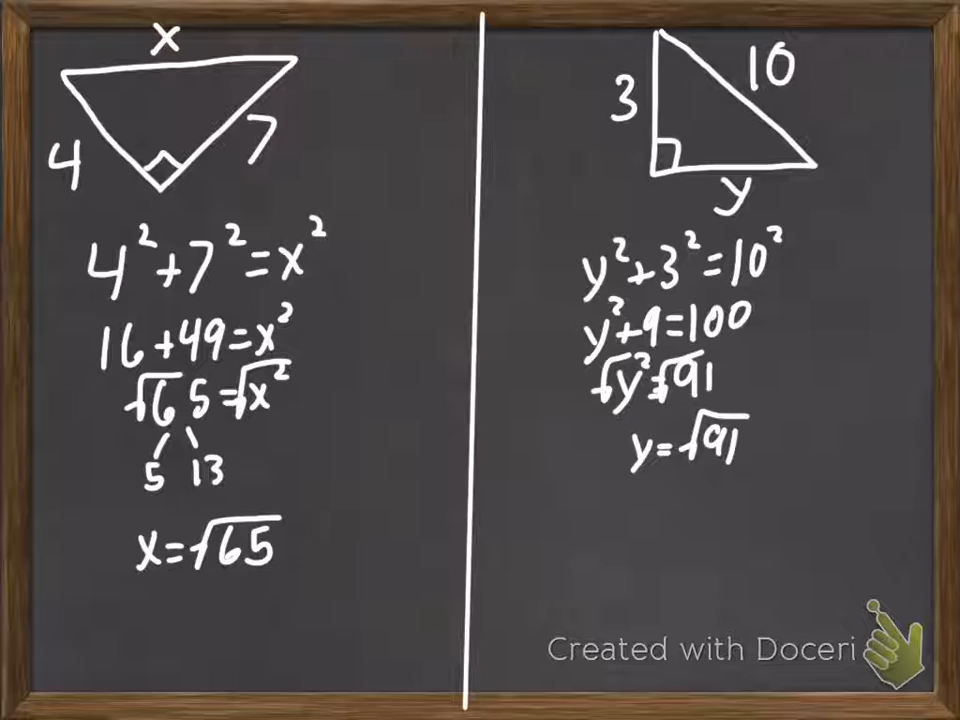 x
4
7
4² + 7² = x²
16 + 49 = x²
√65 = √x²
5 13
x = √65
3
10
y
y² + 3² = 10²
y² + 9 = 100
√y² = √91
y = √91
Created with Doceri